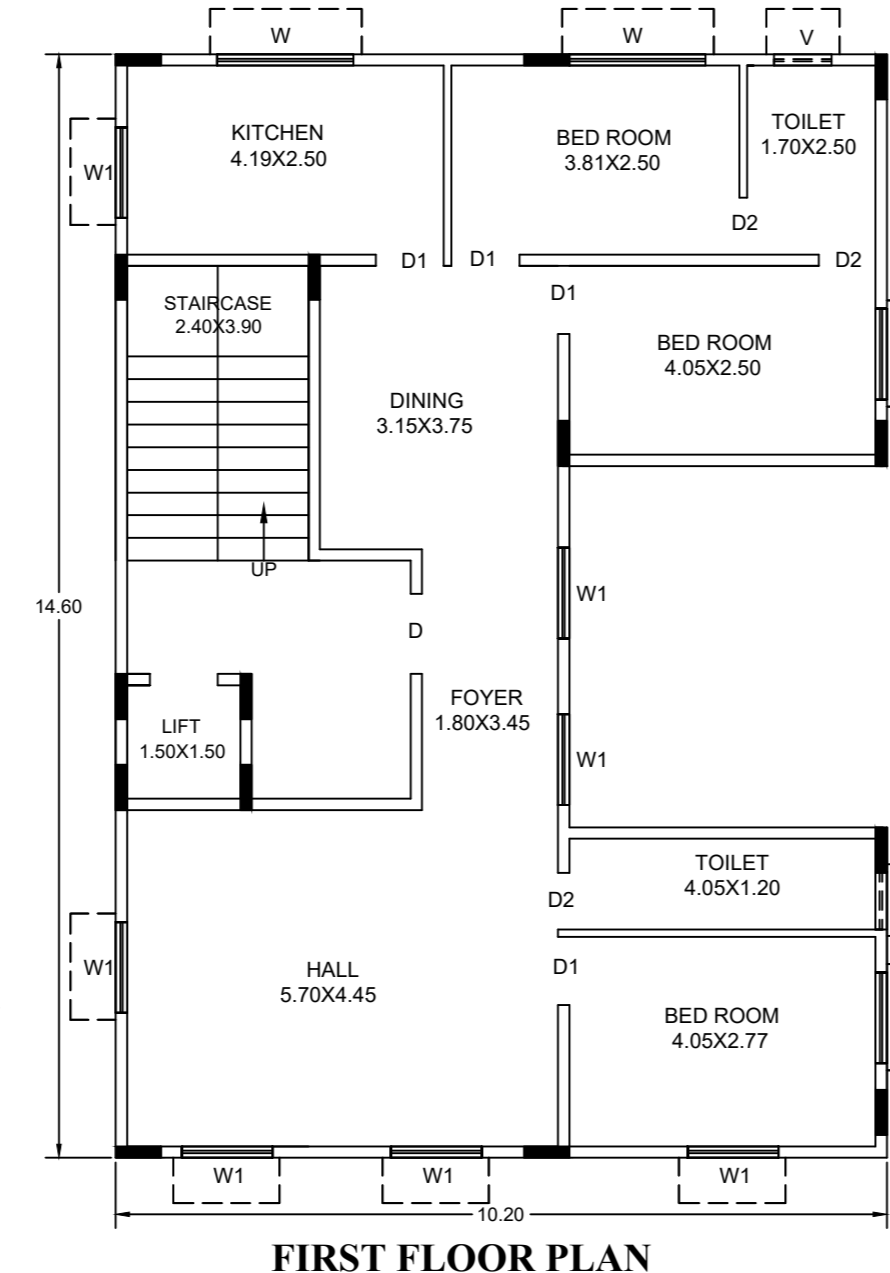 W
W
V
KITCHEN
4.19X2.50
BED ROOM
3.81X2.50
TOILET
1.70X2.50
W1
D2
D1
D1
D2
D1
STAIRCASE
2.40X3.90
BED ROOM
4.05X2.50
DINING
3.15X3.75
UP
W1
14.60
D
FOYER
1.80X3.45
LIFT
1.50X1.50
W1
TOILET
4.05X1.20
D2
W1
HALL
5.70X4.45
D1
BED ROOM
4.05X2.77
W1
W1
W1
10.20
FIRST FLOOR PLAN